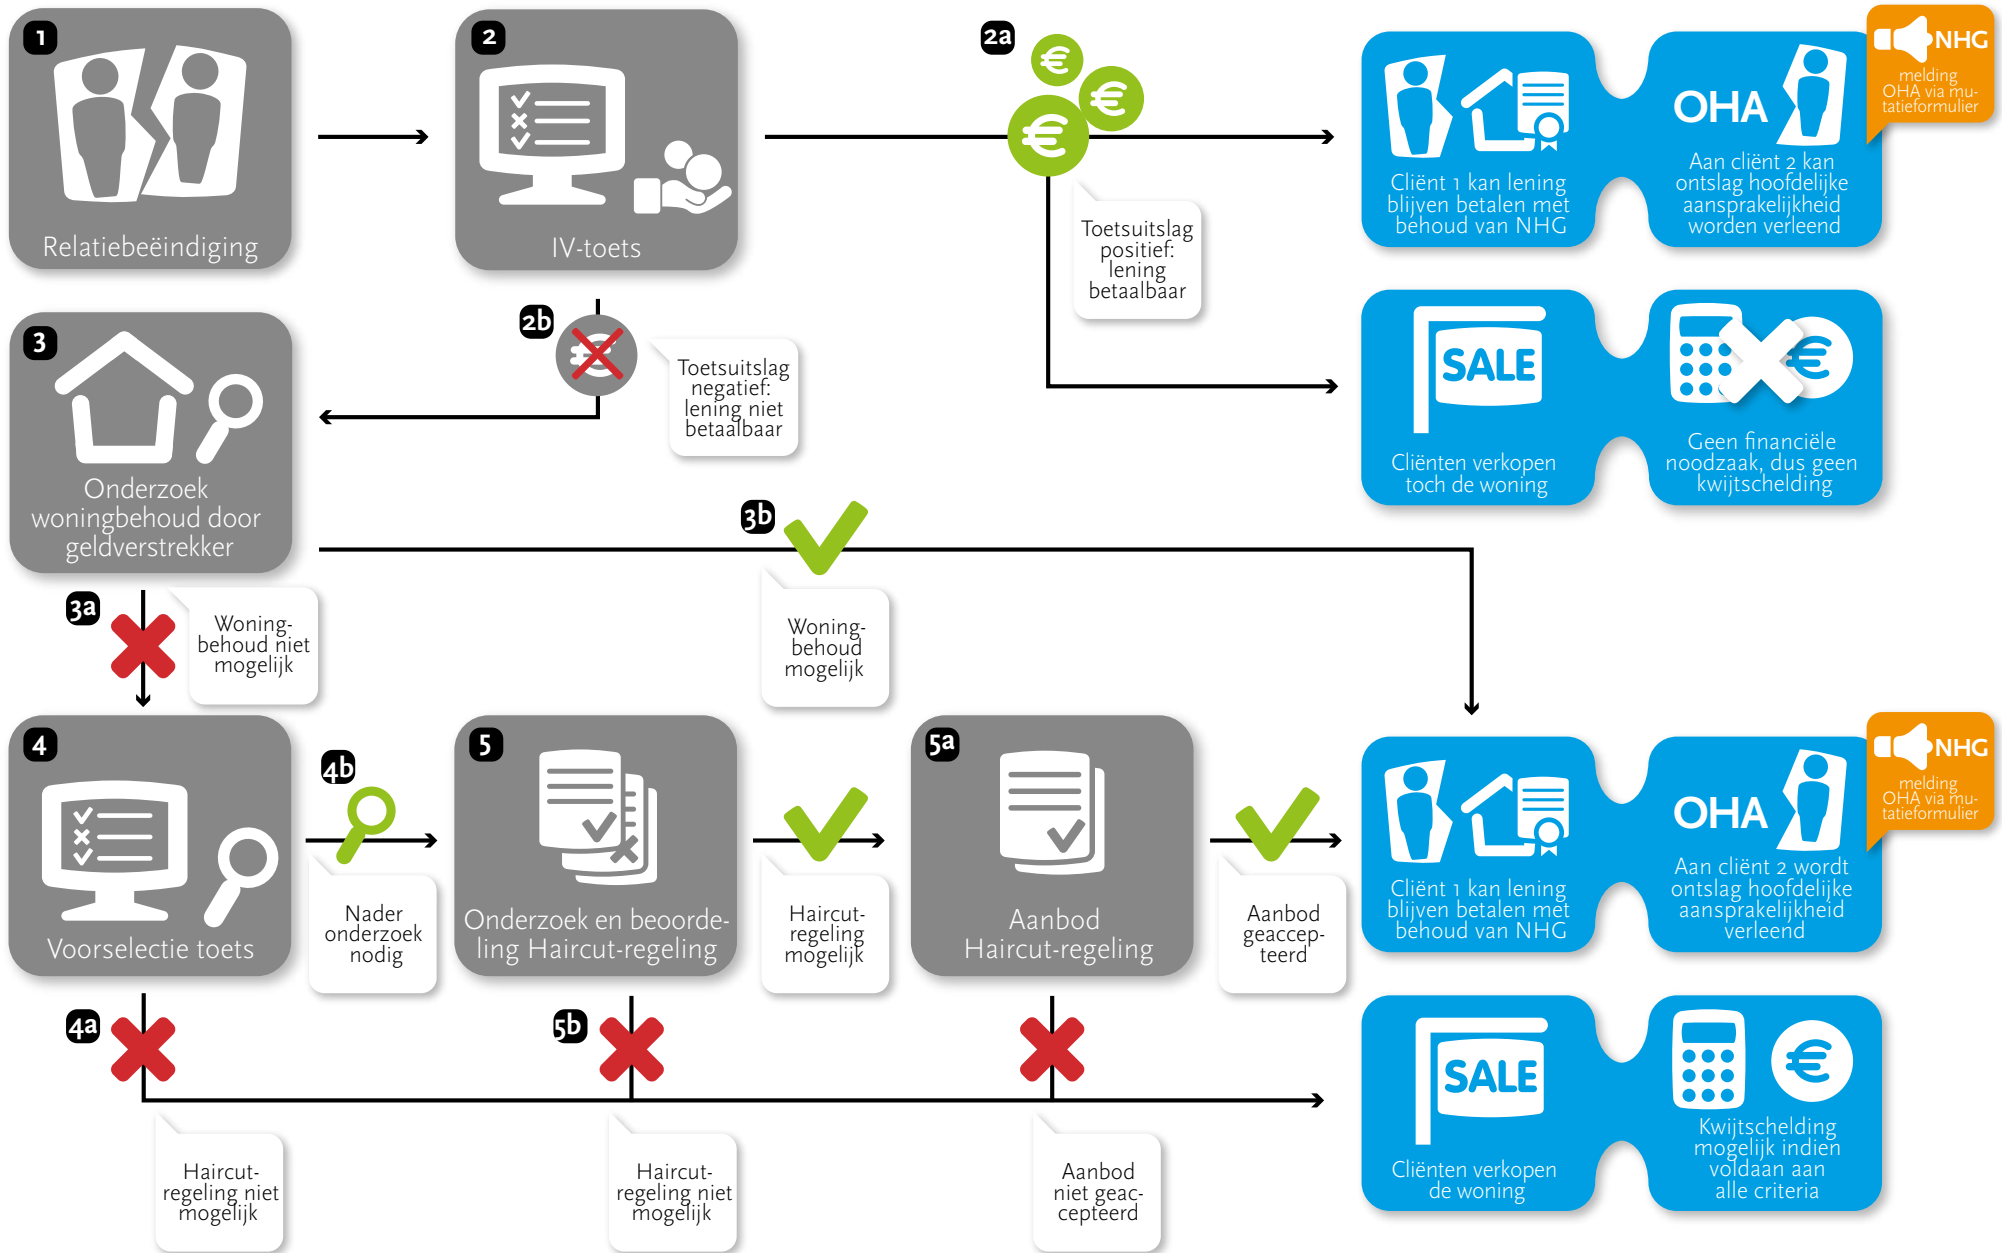 1
Relatiebeëindiging
2
IV-toets
2a
Toetsuitslag
positief:
lening
betaalbaar
Cliënt 1 kan lening
blijven betalen met
behoud van NHG
OHA
Aan cliënt 2 kan
ontslag hoofdelijke
aansprakelijkheid
worden verleend
NHG
melding
OHA via mu-
tatieformulier
SALE
Cliënten verkopen
toch de woning
€
Geen financiële
noodzaak, dus geen
kwijtschelding
2b
Toetsuitslag
negatief:
lening niet
betaalbaar
3
Onderzoek
woningbehoud door
geldverstrekker
3b
Woning-
behoud
mogelijk
3a
Woning-
behoud niet
mogelijk
4
Voorselectie toets
4b
Nader
onderzoek
nodig
5
Onderzoek en beoorde-
ling Haircut-regeling
Haircut-
regeling
mogelijk
5a
Aanbod
Haircut-regeling
Aanbod
geaccep-
teerd
Cliënt 1 kan lening
blijven betalen met
behoud van NHG
OHA
Aan cliënt 2 wordt
ontslag hoofdelijke
aansprakelijkheid
verleend
NHG
melding
OHA via mu-
tatieformulier
4a
Haircut-
regeling niet
mogelijk
5b
Haircut-
regeling niet
mogelijk
Aanbod
niet geac-
cepteerd
SALE
Cliënten verkopen
de woning
€
Kwijtschelding
mogelijk indien
voldaan aan
alle criteria